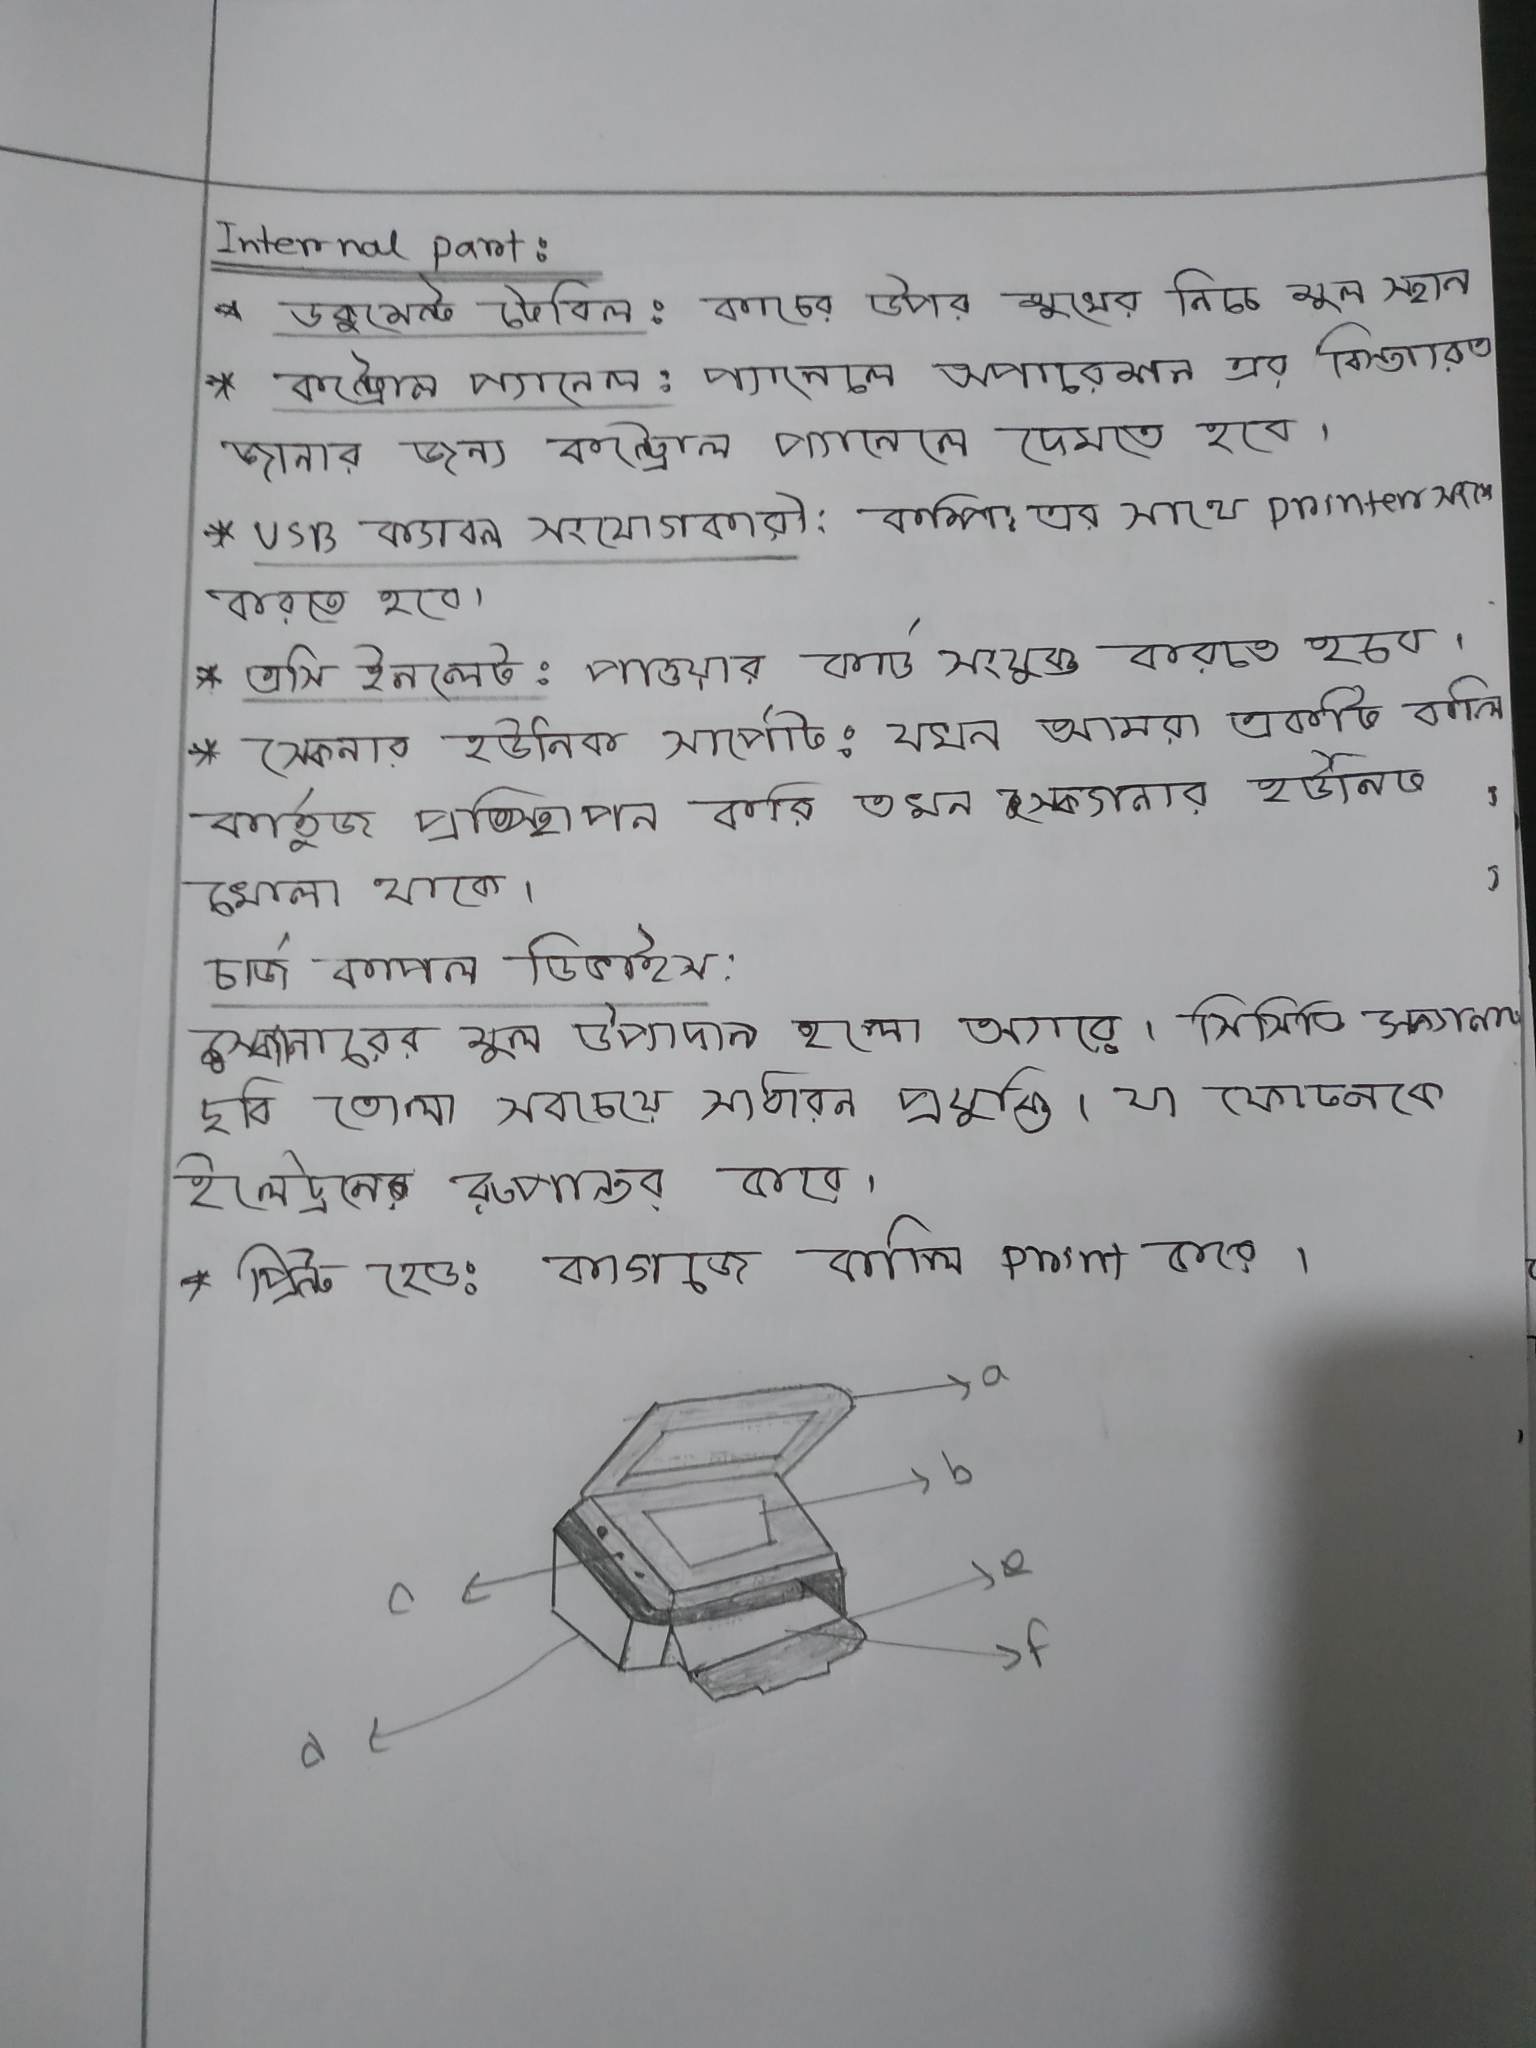 Internal part:
* ডকুমেন্ট টেবিল: কাচের উপর মুখের নিচে মূল স্থান
* কন্ট্রোল প্যানেল: প্যানেলে অপারেশন এর বিস্তারিত
জানার জন্য কন্ট্রোল প্যানেলে দেখতে হবে।
* USB ক্যাবল সংযোগকারী: কম্পি: এর সাথে printer
করতে হবে।
* এসি ইনলেট: পাওয়ার কার্ড সংযুক্ত করতে হবে।
* স্কেনার ইউনিক সার্পোট: যখন আমরা একটি কালি
কার্তুজ প্রতিস্থাপন করি তখন স্ক্যানার ইউনিট
খোলা থাকে।
চার্জ কাপল ডিভাইস:
স্ক্যানারের মূল উপাদান হলো অ্যারে। সিসিডি
ছবি তোলা সবচেয়ে সাধারন প্রযুক্তি। যা ফোটনকে
ইলেট্রনের রূপান্তর করে।
* প্রিন্ট হেড: কাগজে কালি print করে।
a
b
c
e
f
d